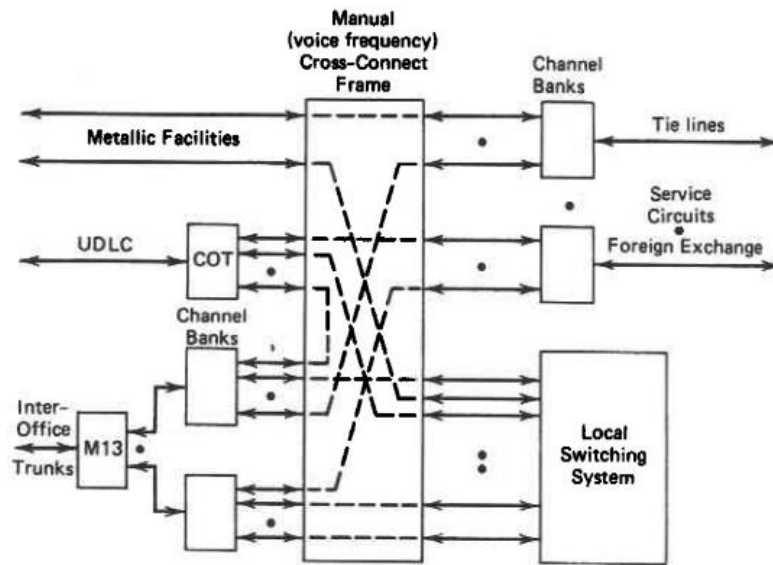 Manual
(voice frequency)
Cross-Connect
Frame
Channel
Banks
Metallic Facilities
Tie lines
Service
Circuits
UDLC
COT
Foreign Exchange
Channel
Banks
Inter-
Office
Trunks
M13
Local
Switching
System